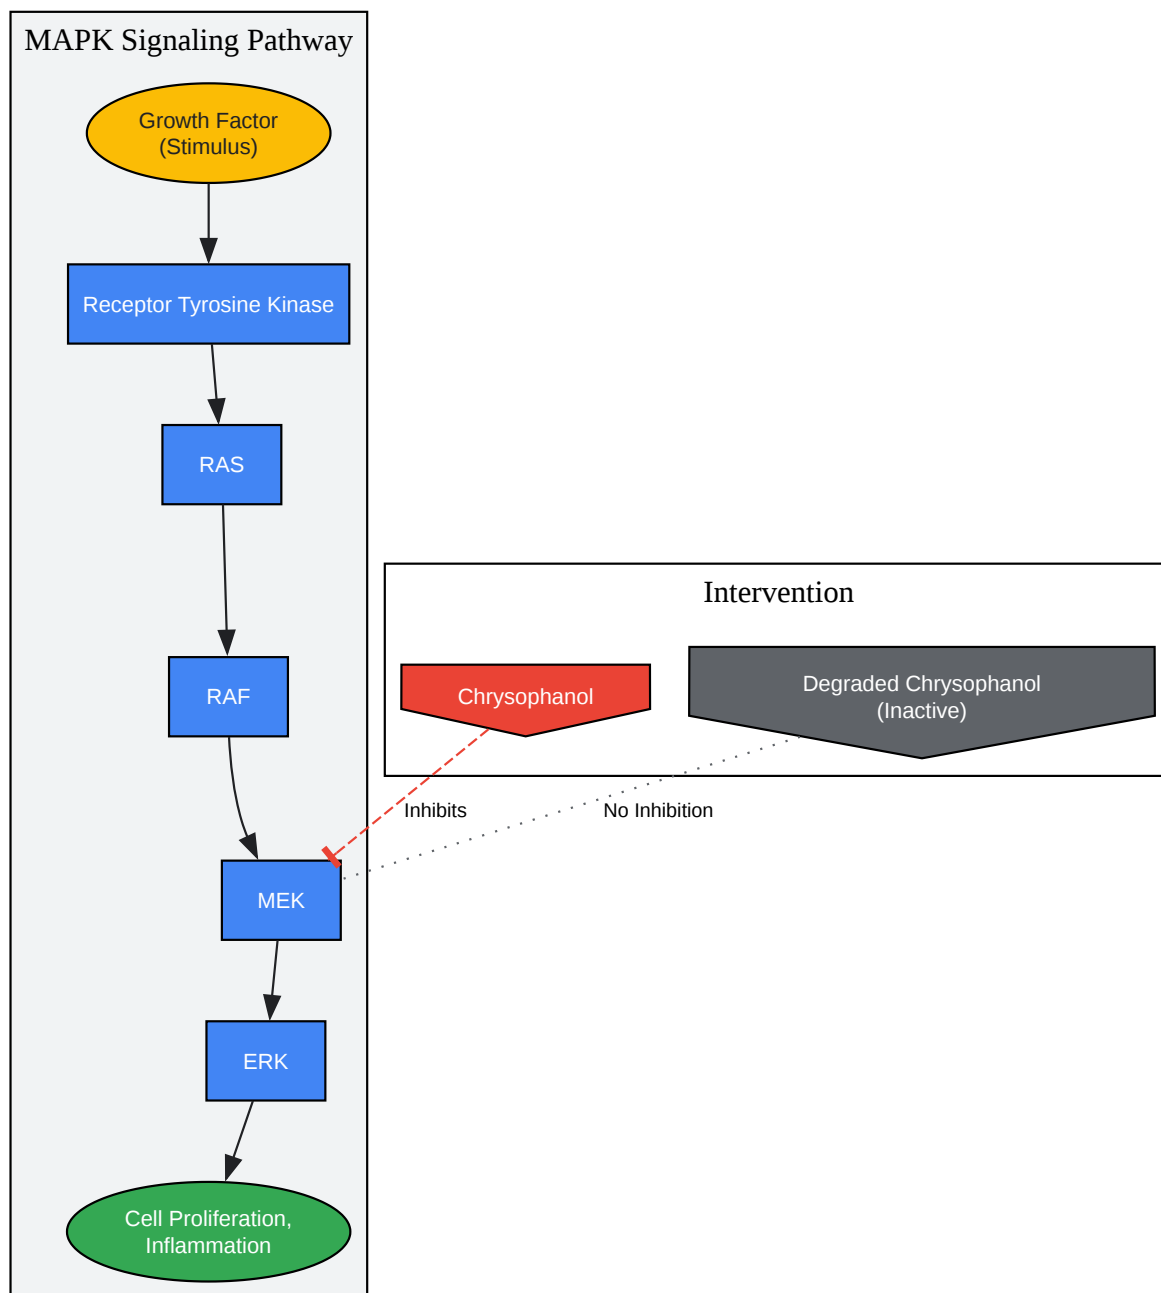 MAPK Signaling Pathway
Growth Factor
(Stimulus)
Receptor Tyrosine Kinase
RAS
RAF
Intervention
Chrysophanol
Degraded Chrysophanol
(Inactive)
Inhibits
No Inhibition
MEK
ERK
Cell Proliferation,
Inflammation